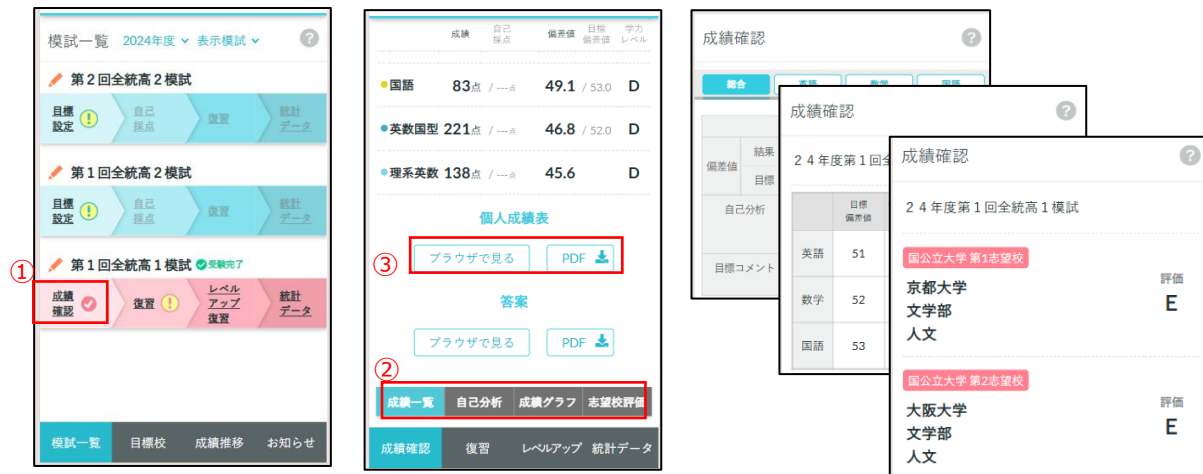 模試一覧 2024年度 表示模試 ?
第2回全統高2模試
目標
設定 !
自己
採点
復習
統計
データ
第1回全統高2模試
目標
設定 !
自己
採点
復習
統計
データ
①
第1回全統高1模試 受験完了
成績
確認
復習 !
レベル
アップ
復習
統計
データ
模試一覧 目標校 成績推移 お知らせ
成績 自己採点 偏差値 目標偏差値 学力レベル
国語 83点 / ---点 49.1 / 53.0 D
英数国型 221点 / ---点 46.8 / 52.0 D
理系英数 138点 / ---点 45.6 D
個人成績表
③
ブラウザで見る PDF
答案
ブラウザで見る PDF
②
成績一覧 自己分析 成績グラフ 志望校評価
成績確認 復習 レベルアップ 統計データ
成績確認 ?
総合 英語 数学 国語
偏差値
結果
目標
自己分析
目標コメント
成績確認 ?
24年度第1回全
目標
偏差値
英語 51
数学 52
国語 53
成績確認 ?
24年度第1回全統高1模試
国公立大学 第1志望校
京都大学
文学部
人文
評価
E
国公立大学 第2志望校
大阪大学
文学部
人文
評価
E